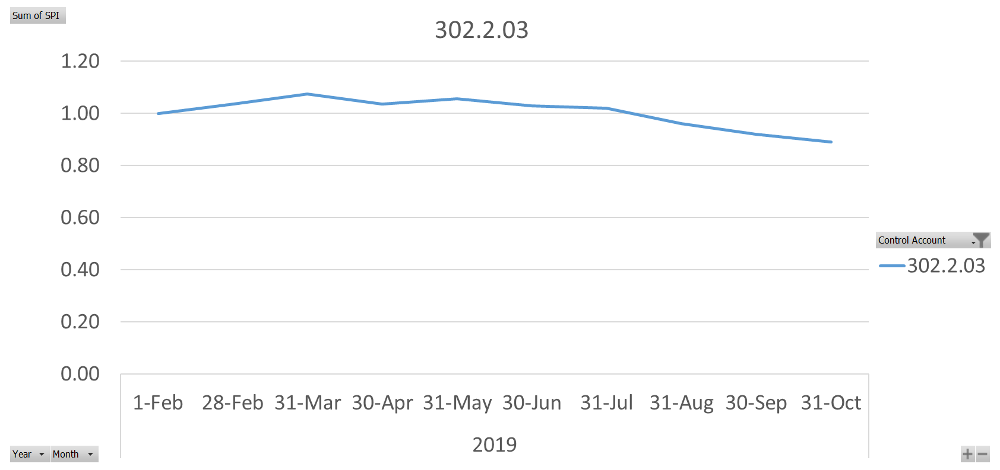 Sum of SPI
302.2.03
1.20
1.00
0.80
0.60
0.40
0.20
0.00
1-Feb 28-Feb 31-Mar 30-Apr 31-May 30-Jun 31-Jul 31-Aug 30-Sep 31-Oct
2019
Control Account
302.2.03
Year Month